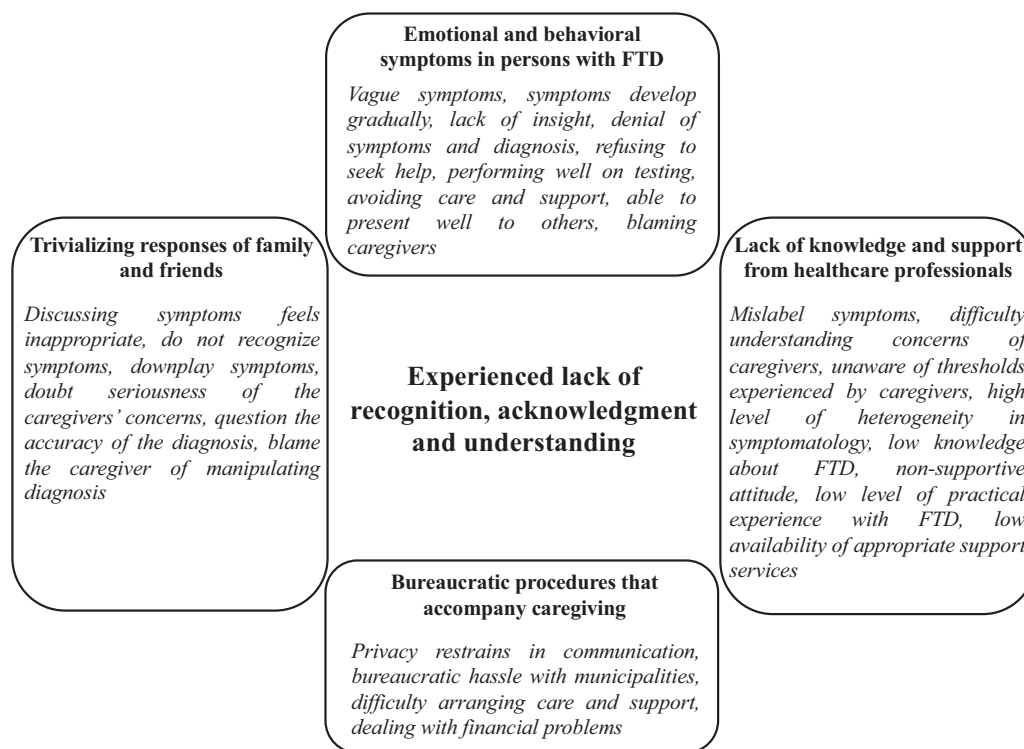 Emotional and behavioral
symptoms in persons with FTD
Vague symptoms, symptoms develop
gradually, lack of insight, denial of
symptoms and diagnosis, refusing to
seek help, performing well on testing,
avoiding care and support, able to
present well to others, blaming
caregivers
Trivializing responses of family
and friends
Discussing symptoms feels
inappropriate, do not recognize
symptoms, downplay symptoms,
doubt seriousness of the
caregivers’ concerns, question
the accuracy of the diagnosis, blame
the caregiver of manipulating
diagnosis
Experienced lack of
recognition, acknowledgment
and understanding
Lack of knowledge and support
from healthcare professionals
Mislabel symptoms, difficulty
understanding concerns of
caregivers, unaware of thresholds
experienced by caregivers, high
level of heterogeneity in
symptomatology, low knowledge
about FTD, non-supportive
attitude, low level of practical
experience with FTD, low
availability of appropriate support
services
Bureaucratic procedures that
accompany caregiving
Privacy restrains in communication,
bureaucratic hassle with municipalities,
difficulty arranging care and support,
dealing with financial problems